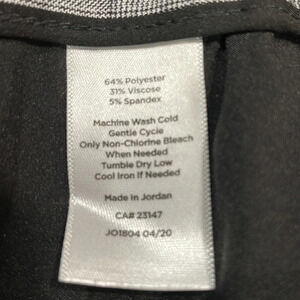 64% Polyester
31% Viscose
5% Spandex
Machine Wash Cold
Gentle Cycle
Only Non-Chlorine Bleach
When Needed
Tumble Dry Low
Cool Iron If Needed
Made in Jordan
CA# 23147
JO1804 04/20